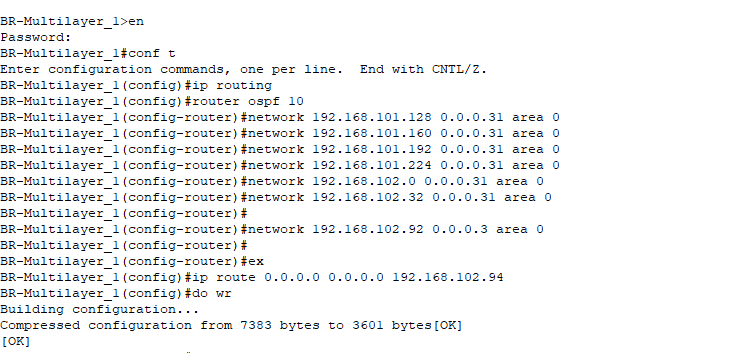 BR-Multilayer_1>en
Password:
BR-Multilayer_1#conf t
Enter configuration commands, one per line.  End with CNTL/Z.
BR-Multilayer_1(config)#ip routing
BR-Multilayer_1(config)#router ospf 10
BR-Multilayer_1(config-router)#network 192.168.101.128 0.0.0.31 area 0
BR-Multilayer_1(config-router)#network 192.168.101.160 0.0.0.31 area 0
BR-Multilayer_1(config-router)#network 192.168.101.192 0.0.0.31 area 0
BR-Multilayer_1(config-router)#network 192.168.101.224 0.0.0.31 area 0
BR-Multilayer_1(config-router)#network 192.168.102.0 0.0.0.31 area 0
BR-Multilayer_1(config-router)#network 192.168.102.32 0.0.0.31 area 0
BR-Multilayer_1(config-router)#
BR-Multilayer_1(config-router)#network 192.168.102.92 0.0.0.3 area 0
BR-Multilayer_1(config-router)#
BR-Multilayer_1(config-router)#ex
BR-Multilayer_1(config)#ip route 0.0.0.0 0.0.0.0 192.168.102.94
BR-Multilayer_1(config)#do wr
Building configuration...
Compressed configuration from 7383 bytes to 3601 bytes[OK]
[OK]